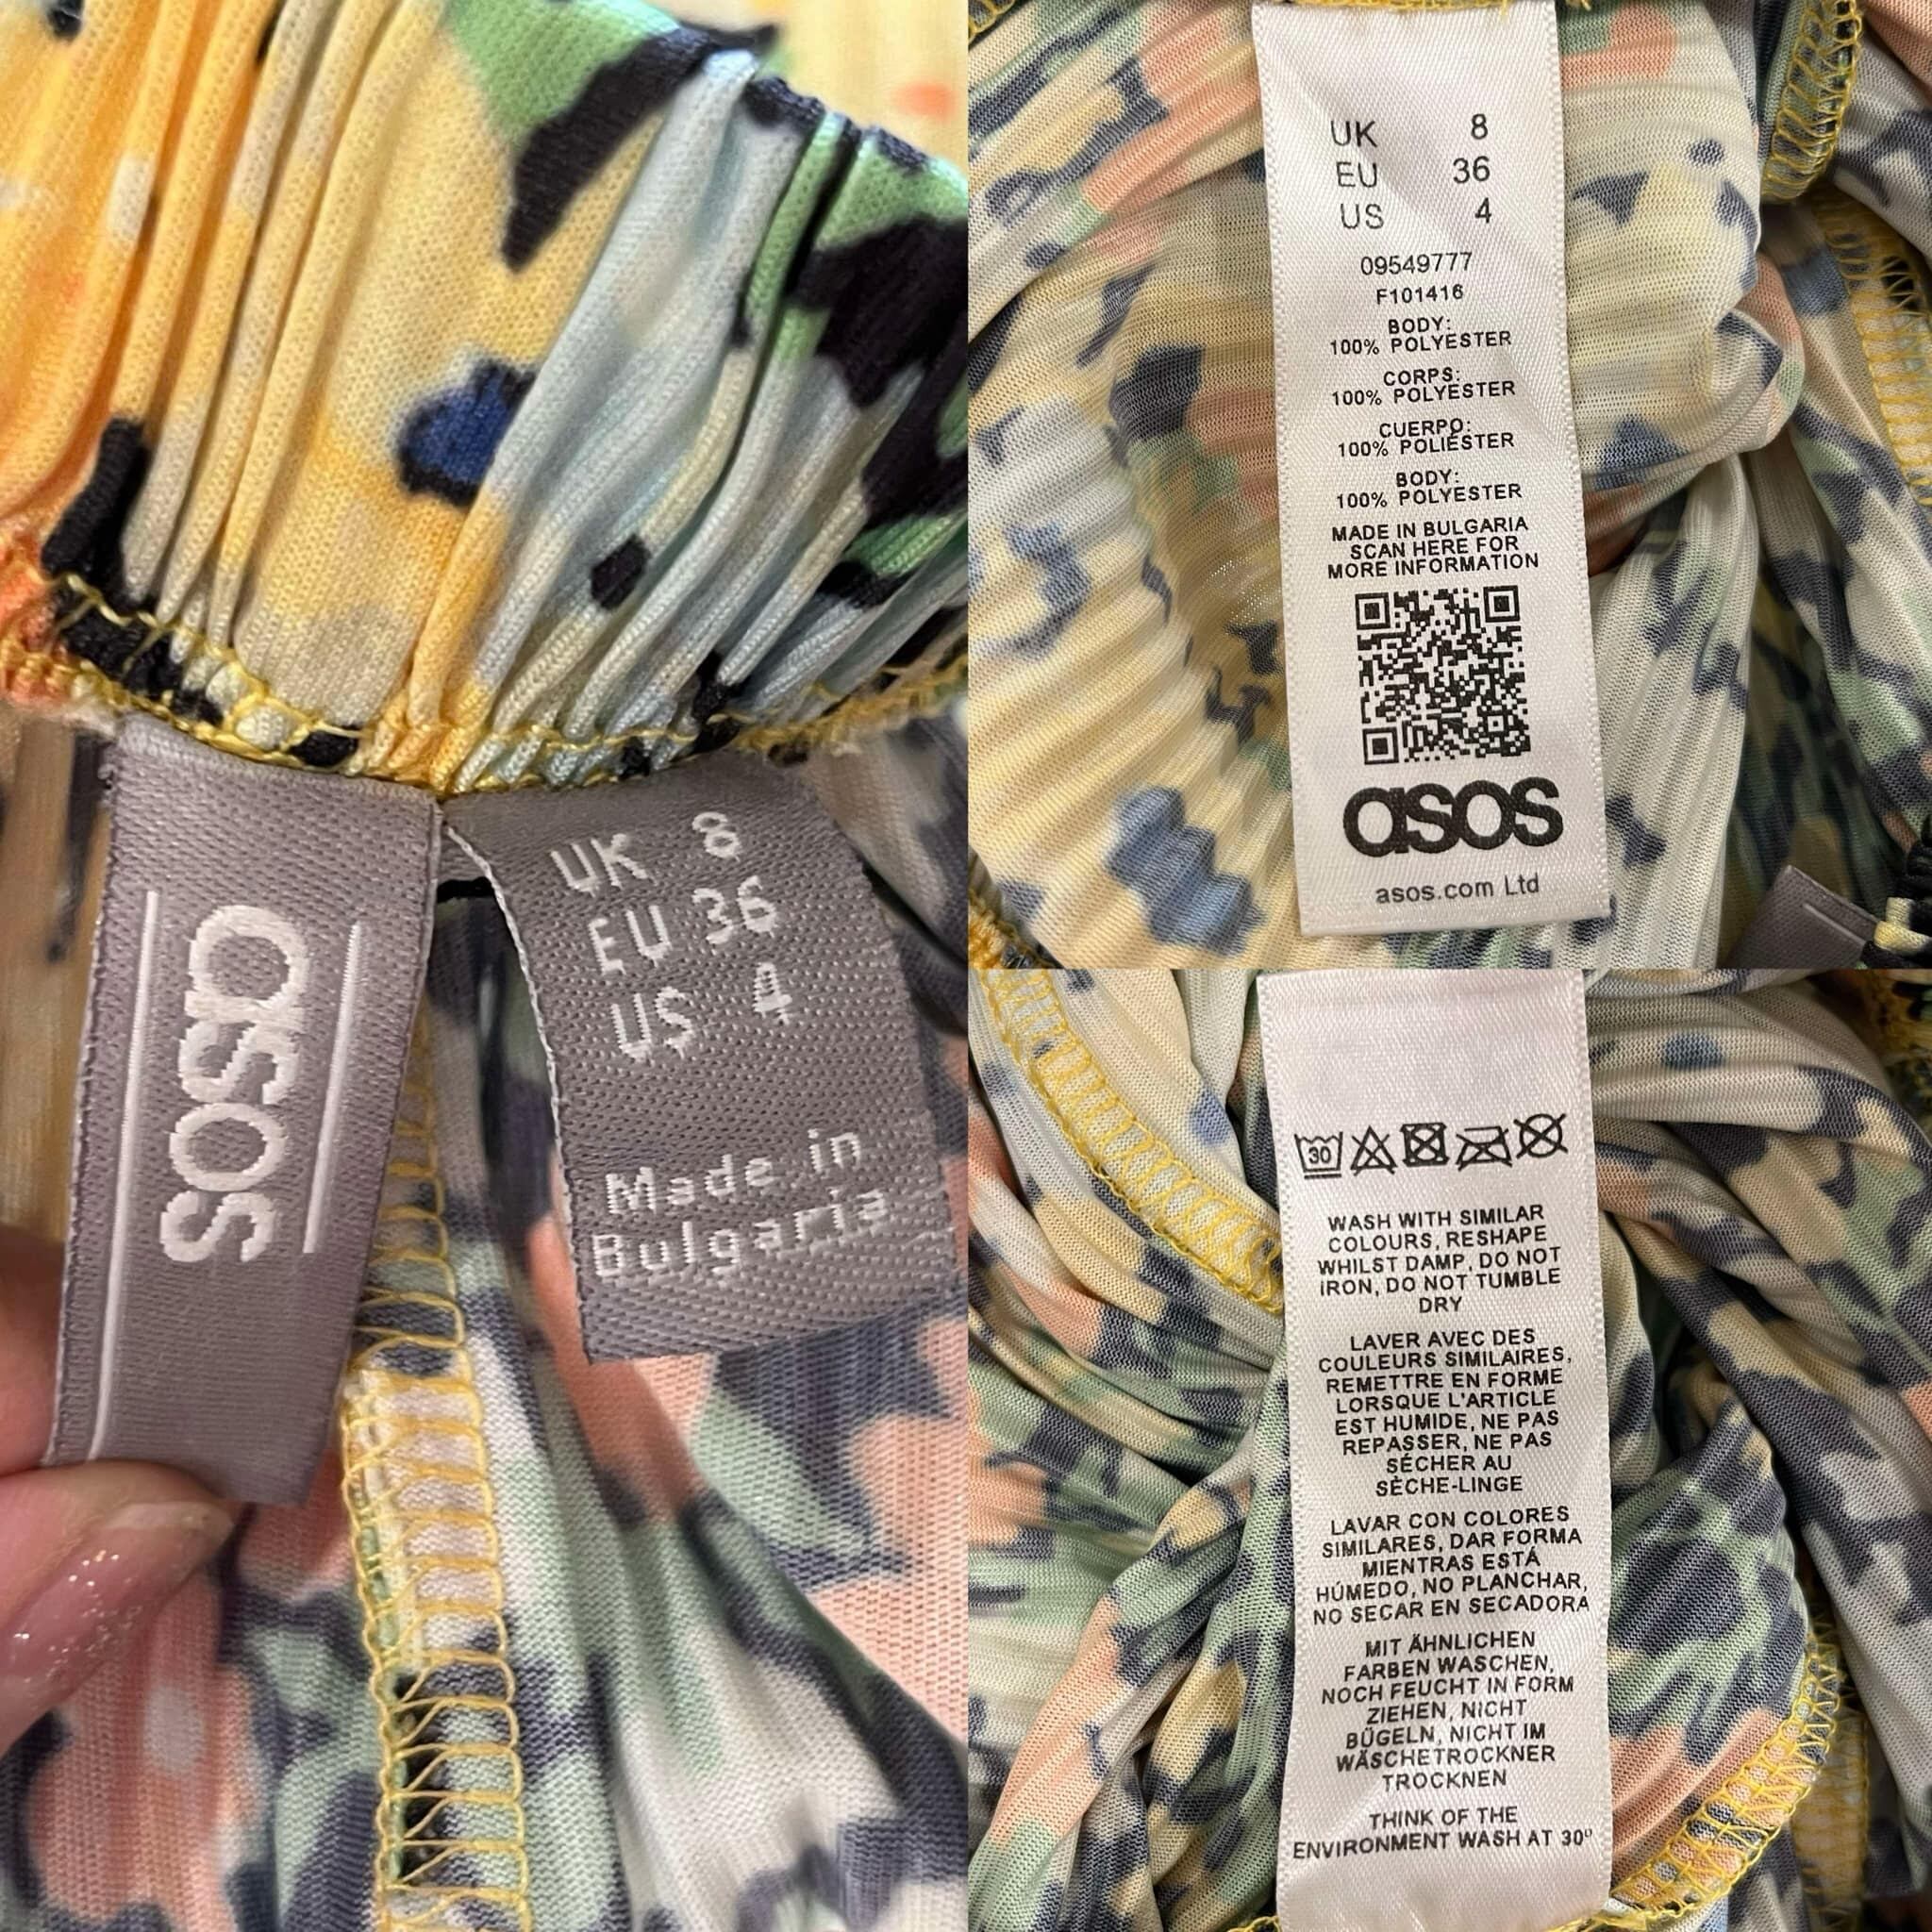 asos
UK 8
EU 36
US 4
Made in
Bulgaria
UK 8
EU 36
US 4
09549777
F101416
BODY:
100% POLYESTER
CORPS:
100% POLYESTER
CUERPO:
100% POLIÉSTER
BODY:
100% POLYESTER
MADE IN BULGARIA
SCAN HERE FOR
MORE INFORMATION
asos
asos.com Ltd
30
WASH WITH SIMILAR
COLOURS, RESHAPE
WHILST DAMP, DO NOT
IRON, DO NOT TUMBLE
DRY
LAVER AVEC DES
COULEURS SIMILAIRES,
REMETTRE EN FORME
LORSQUE L'ARTICLE
EST HUMIDE, NE PAS
REPASSER, NE PAS
SÉCHER AU
SÈCHE-LINGE
LAVAR CON COLORES
SIMILARES, DAR FORMA
MIENTRAS ESTÁ
HÚMEDO, NO PLANCHAR,
NO SECAR EN SECADORA
MIT ÄHNLICHEN
FARBEN WASCHEN,
NOCH FEUCHT IN FORM
ZIEHEN, NICHT
BÜGELN, NICHT IM
WÄSCHETROCKNER
TROCKNEN
THINK OF THE
ENVIRONMENT WASH AT 30º